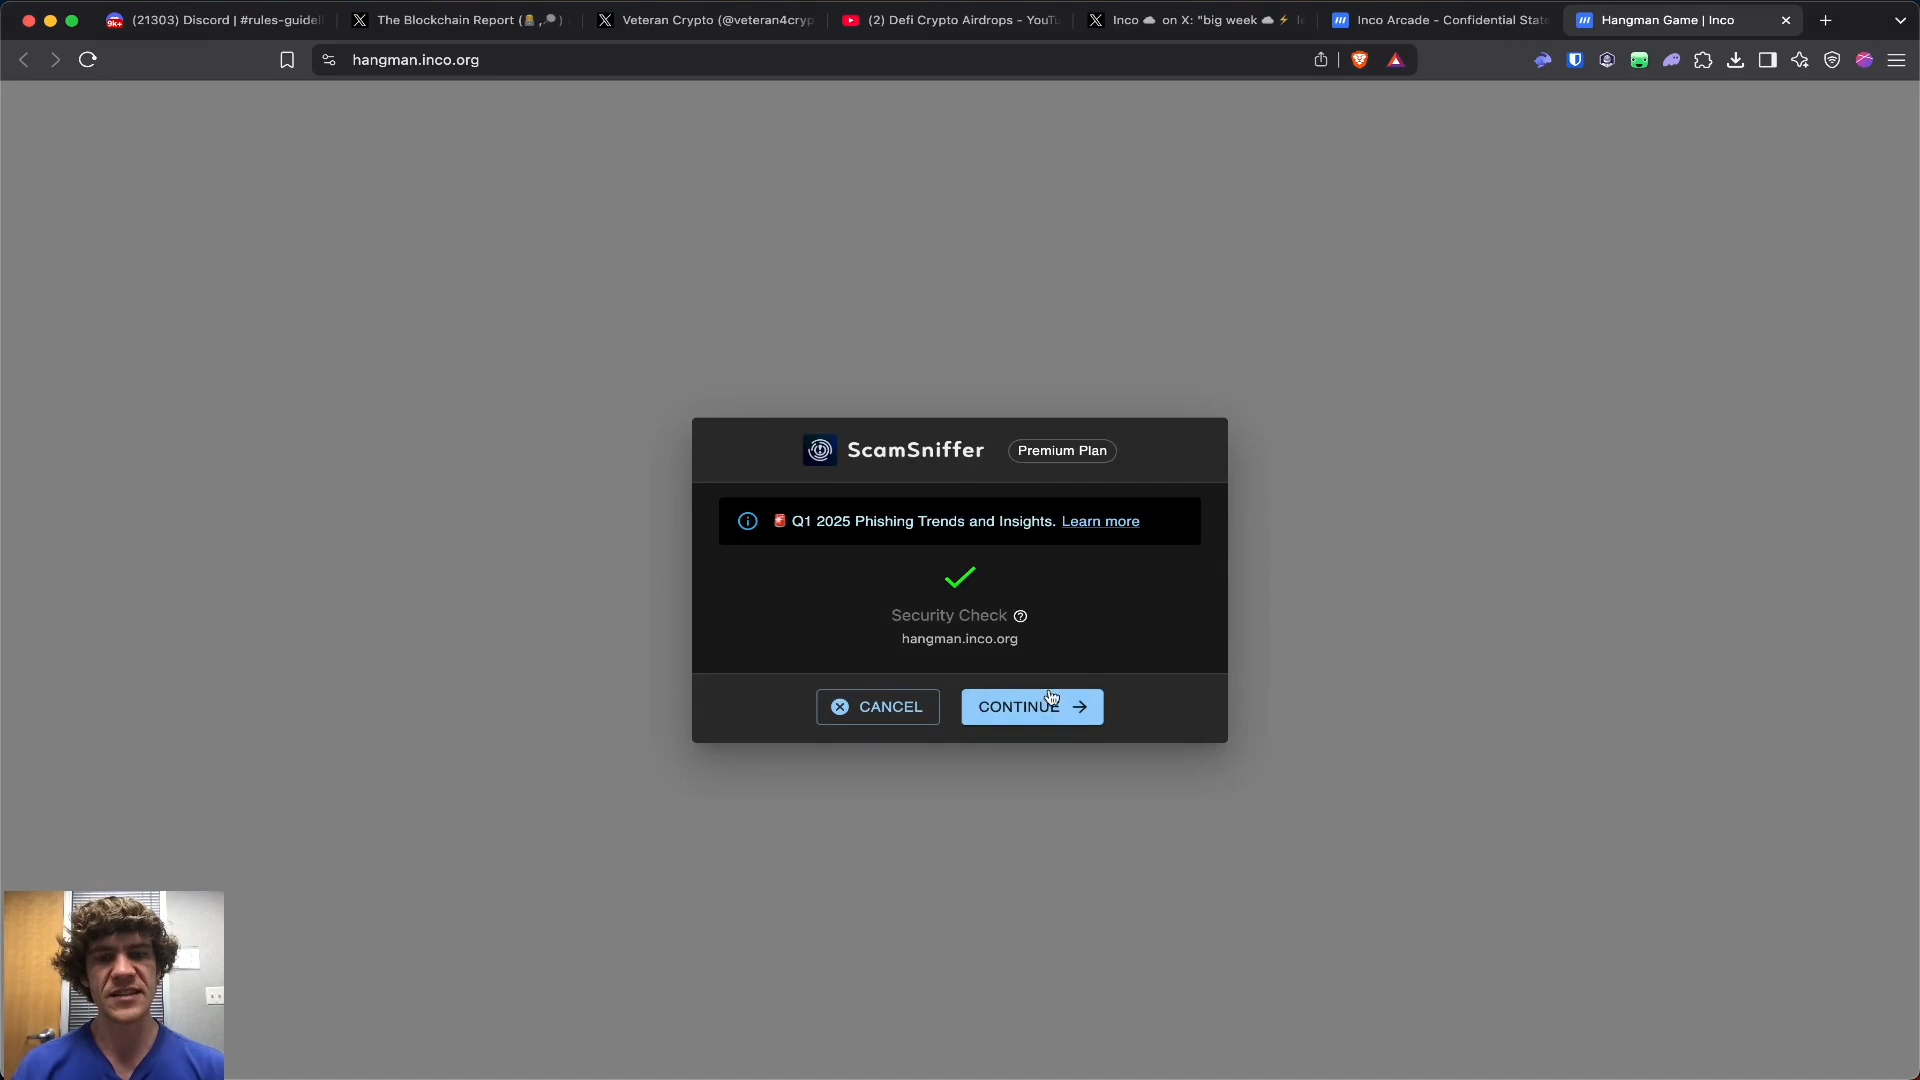 (21303) Discord | #rules-guidel
The Blockchain Report (
Veteran Crypto (@veteran4cryp
(2) Defi Crypto Airdrops - YouTu
Inco ☁ on X: "big week ☁⚡ le
Inco Arcade - Confidential State
Hangman Game | Inco
hangman.inco.org
ScamSniffer
Premium Plan
🚨 Q1 2025 Phishing Trends and Insights. Learn more
Security Check
hangman.inco.org
CANCEL
CONTINUE